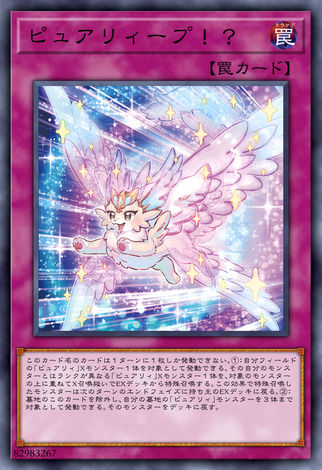 ピュアリィープ！？
トラップ
罠
【罠カード】
このカード名のカードは１ターンに１枚しか発動できない。①：自分フィールド
の「ピュアリィ」Xモンスター１体を対象として発動できる。その自分のモンス
ターとはランクが異なる「ピュアリィ」Xモンスター１体を、対象のモンスター
の上に重ねてX召喚扱いでEXデッキから特殊召喚する。この効果で特殊召喚し
たモンスターは次のターンのエンドフェイズに持ち主のEXデッキに戻る。②：
墓地のこのカードを除外し、自分の墓地の「ピュアリィ」モンスターを３体まで
対象として発動できる。そのモンスターをデッキに戻す。
82983267